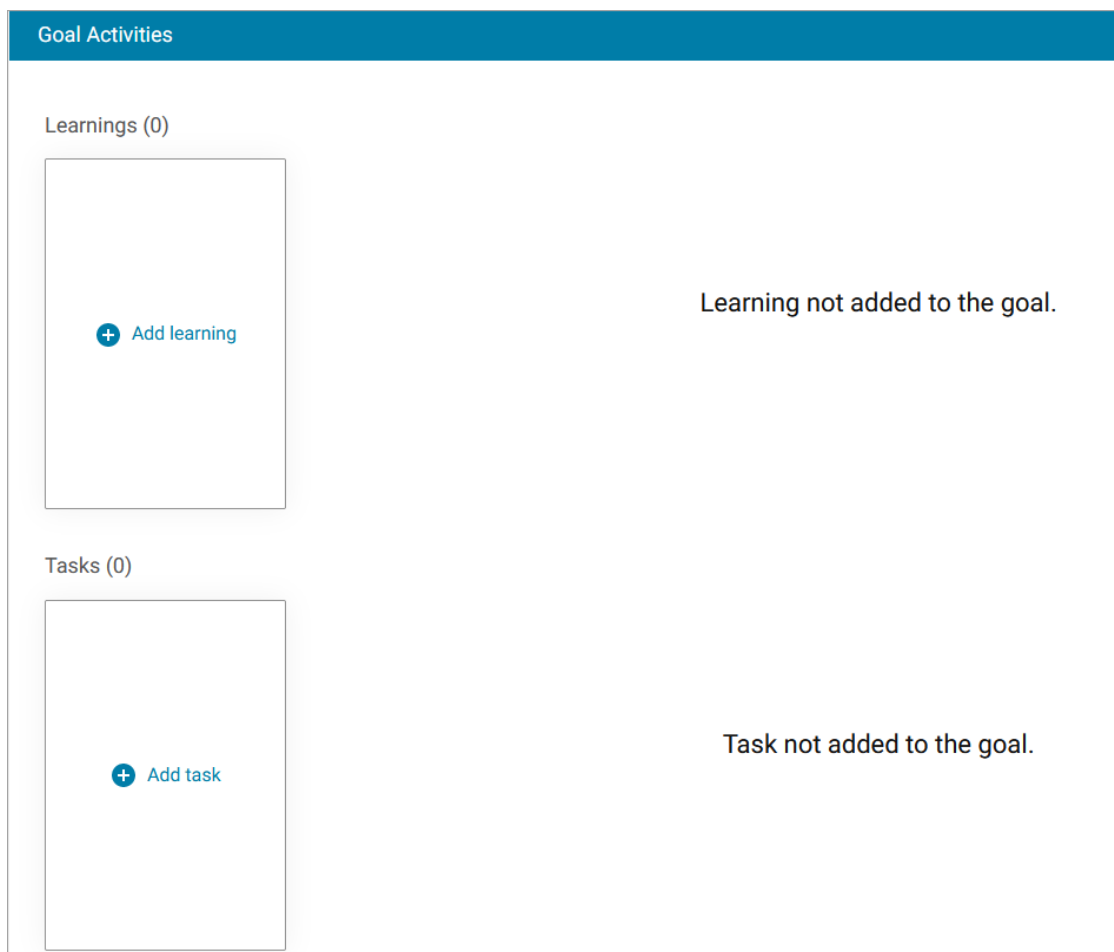 Goal Activities
Learnings (0)
Add learning
Learning not added to the goal.
Tasks (0)
Add task
Task not added to the goal.